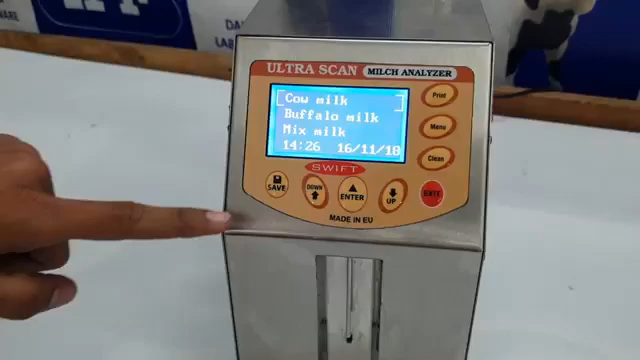 ULTRA SCAN MILCH ANALYZER
Cow milk
Buffalo milk
Mix milk
14:26 16/11/18
Print
Menu
Clean
SWIFT
SAVE
DOWN
ENTER
UP
EXIT
MADE IN EU